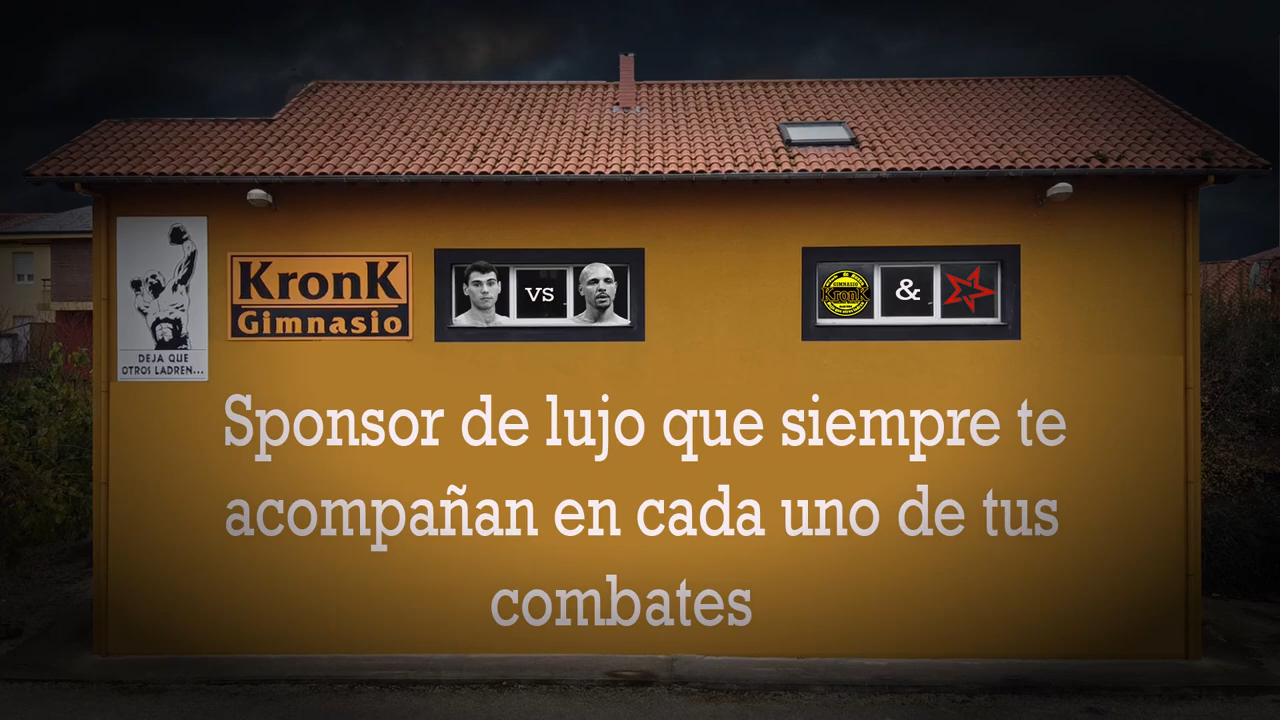 DEJA QUE
OTROS LADREN...
KronK
Gimnasio
VS
GIMNASIO
KronK
&
Sponsor de lujo que siempre te
acompañan en cada uno de tus
combates